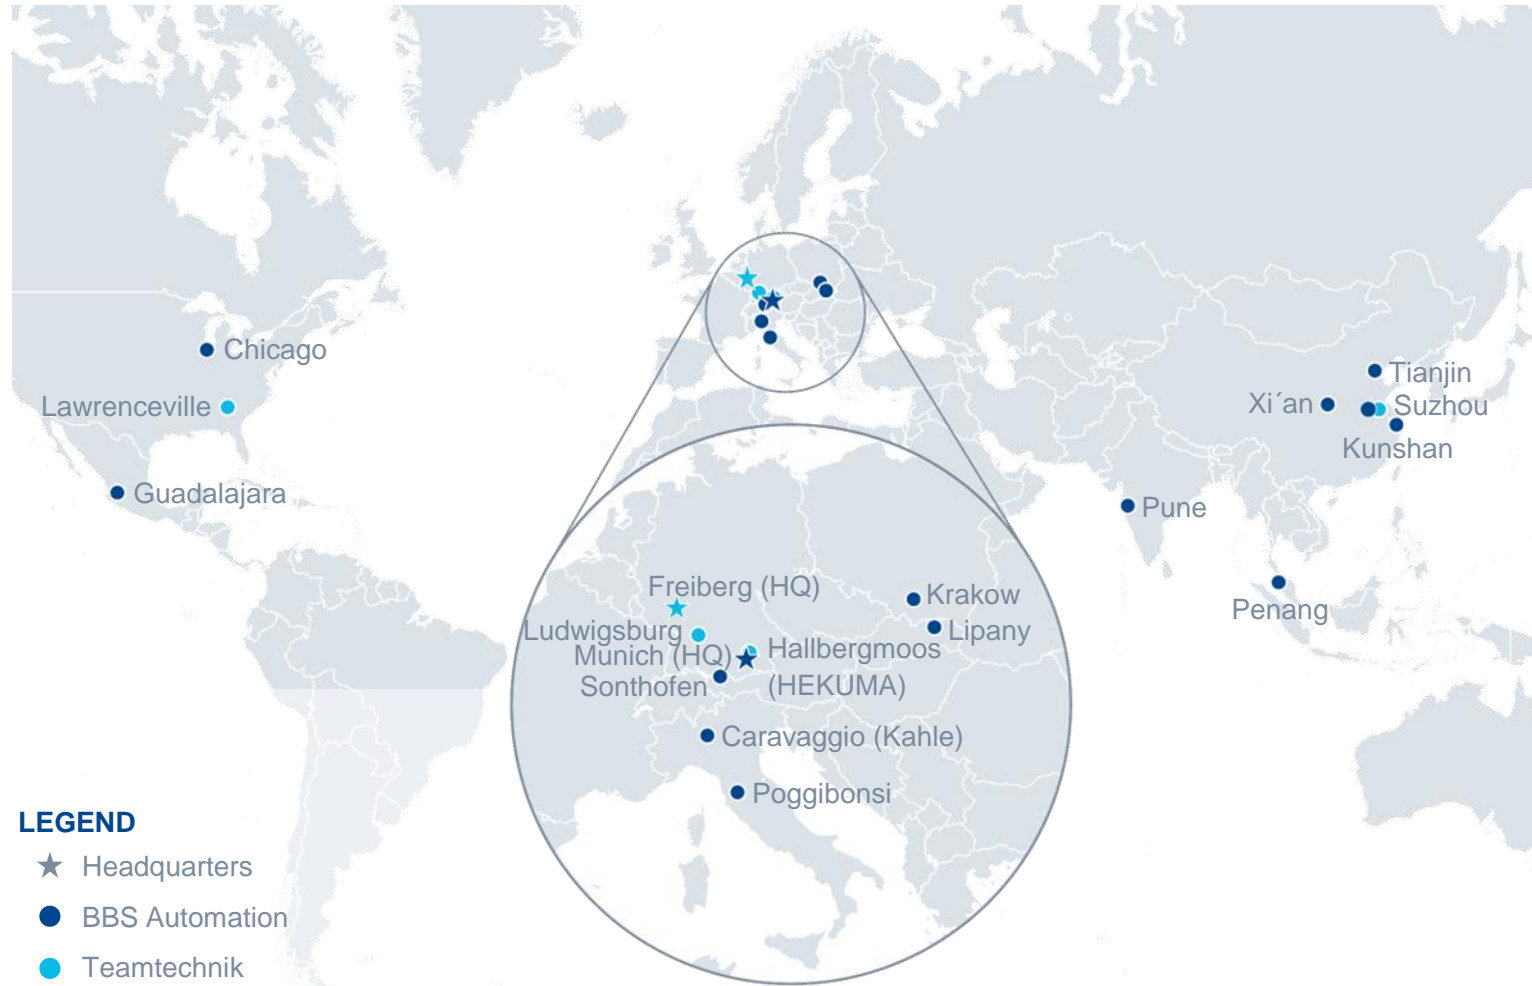 Chicago
Lawrenceville
Guadalajara
Tianjin
Xi´an
Suzhou
Kunshan
Pune
Penang
Freiberg (HQ)
Krakow
Ludwigsburg
Lipany
Munich (HQ)
Hallbergmoos
(HEKUMA)
Sonthofen
Caravaggio (Kahle)
Poggibonsi
LEGEND
Headquarters
BBS Automation
Teamtechnik